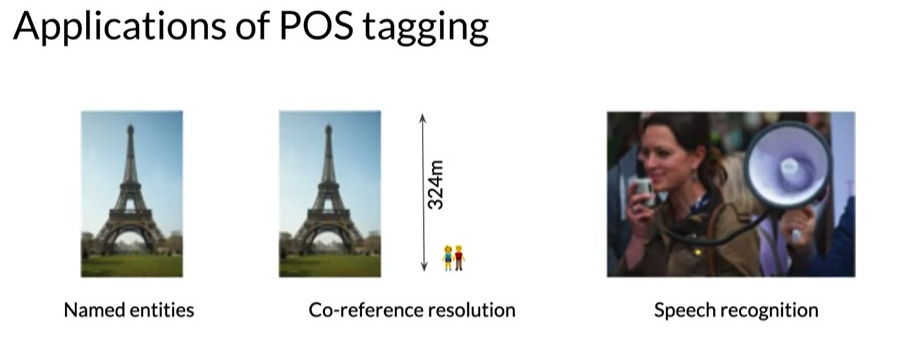 Applications of POS tagging
324m
Named entities
Co-reference resolution
Speech recognition